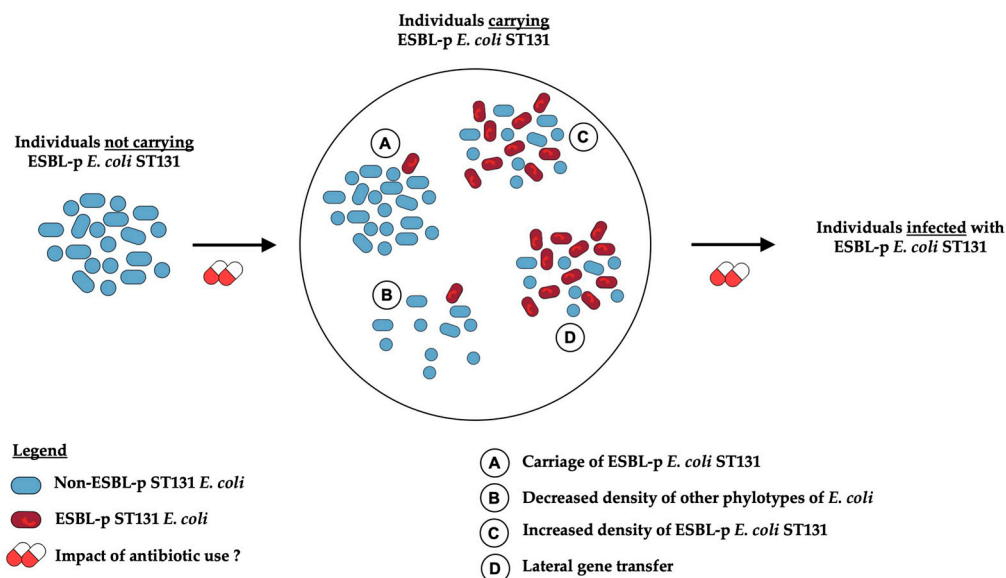 Individuals carrying
ESBL-p E. coli ST131
Individuals not carrying
ESBL-p E. coli ST131
A
C
B
D
Individuals infected with
ESBL-p E. coli ST131
Legend
Non-ESBL-p ST131 E. coli
ESBL-p ST131 E. coli
Impact of antibiotic use ?
A Carriage of ESBL-p E. coli ST131
B Decreased density of other phylotypes of E. coli
C Increased density of ESBL-p E. coli ST131
D Lateral gene transfer